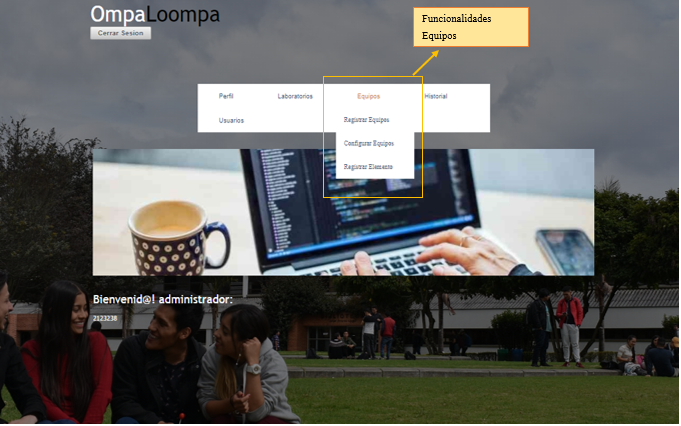 OmpaLoompa
Cerrar Sesion
Funcionalidades
Equipos
Perfil Laboratorios Equipos Historial
Usuarios
Registrar Equipos
Configurar Equipos
Registrar Elemento
Bienvenid@! administrador:
2123238